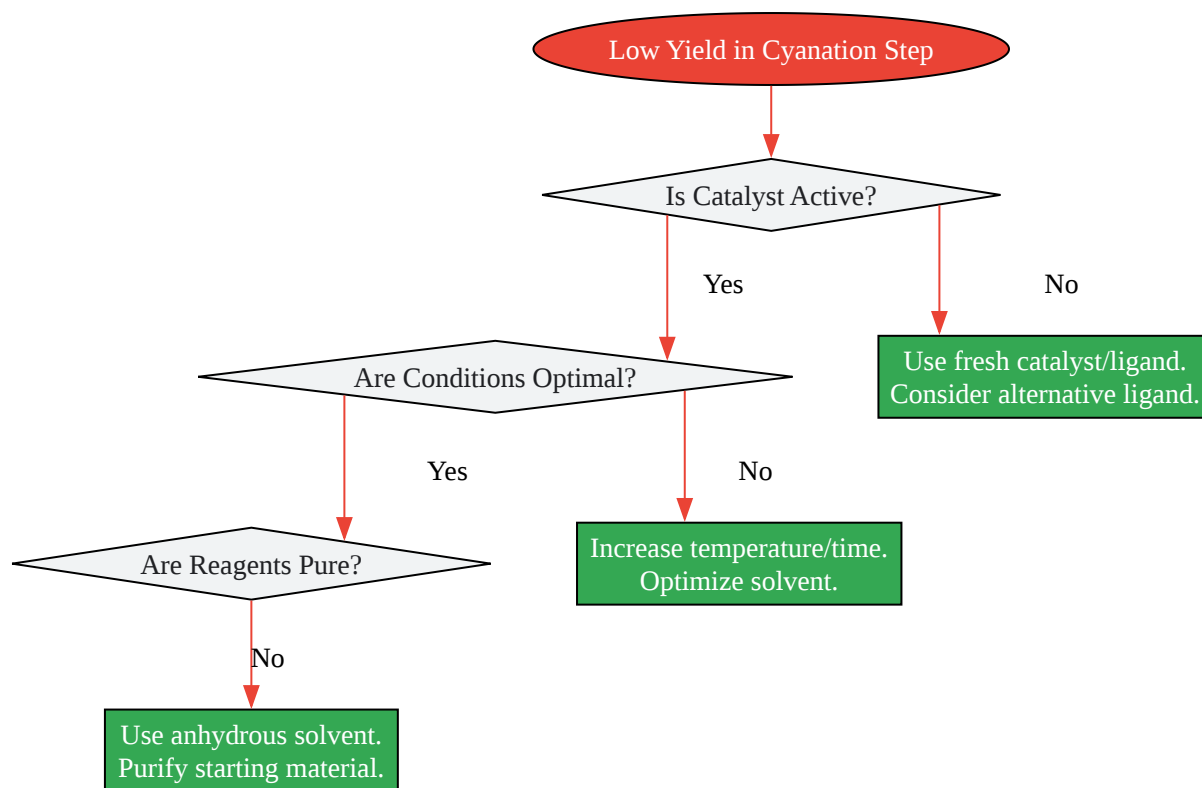 Low Yield in Cyanation Step
Is Catalyst Active?
Yes
No
Use fresh catalyst/ligand.
Consider alternative ligand.
Are Conditions Optimal?
Yes
No
Increase temperature/time.
Optimize solvent.
Are Reagents Pure?
No
Use anhydrous solvent.
Purify starting material.